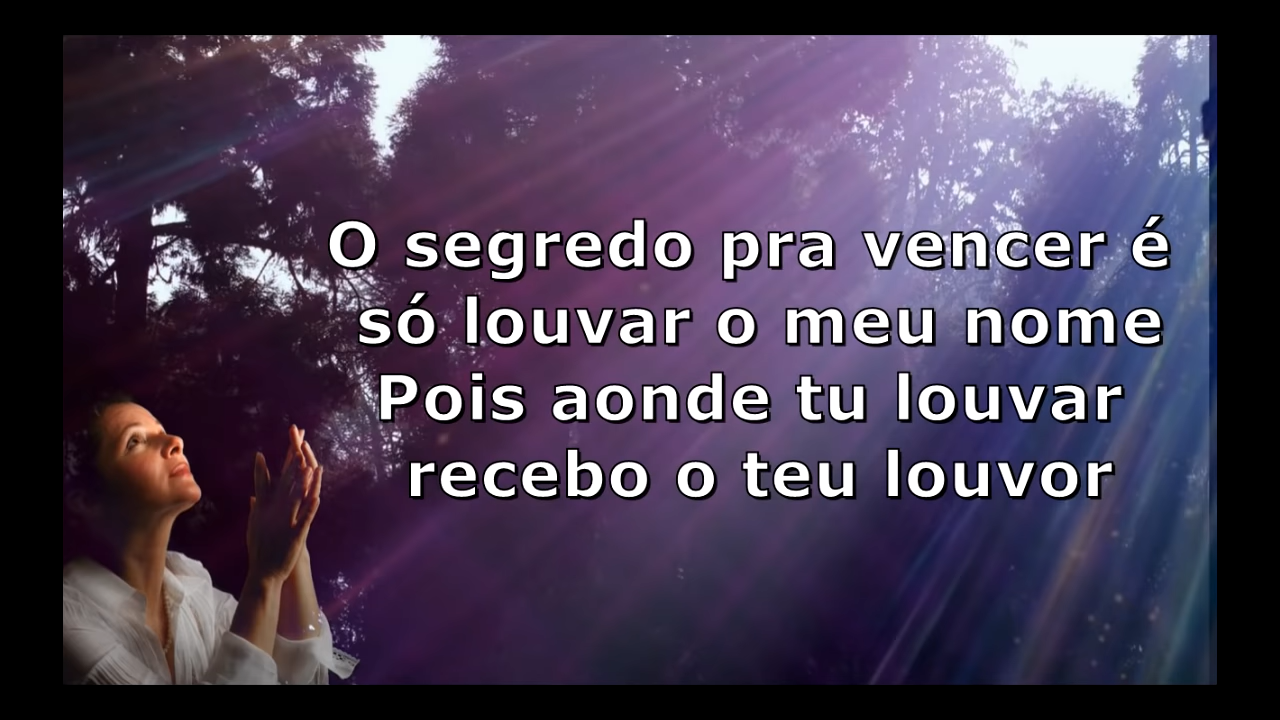 O segredo pra vencer é
só louvar o meu nome
Pois aonde tu louvar
recebo o teu louvor